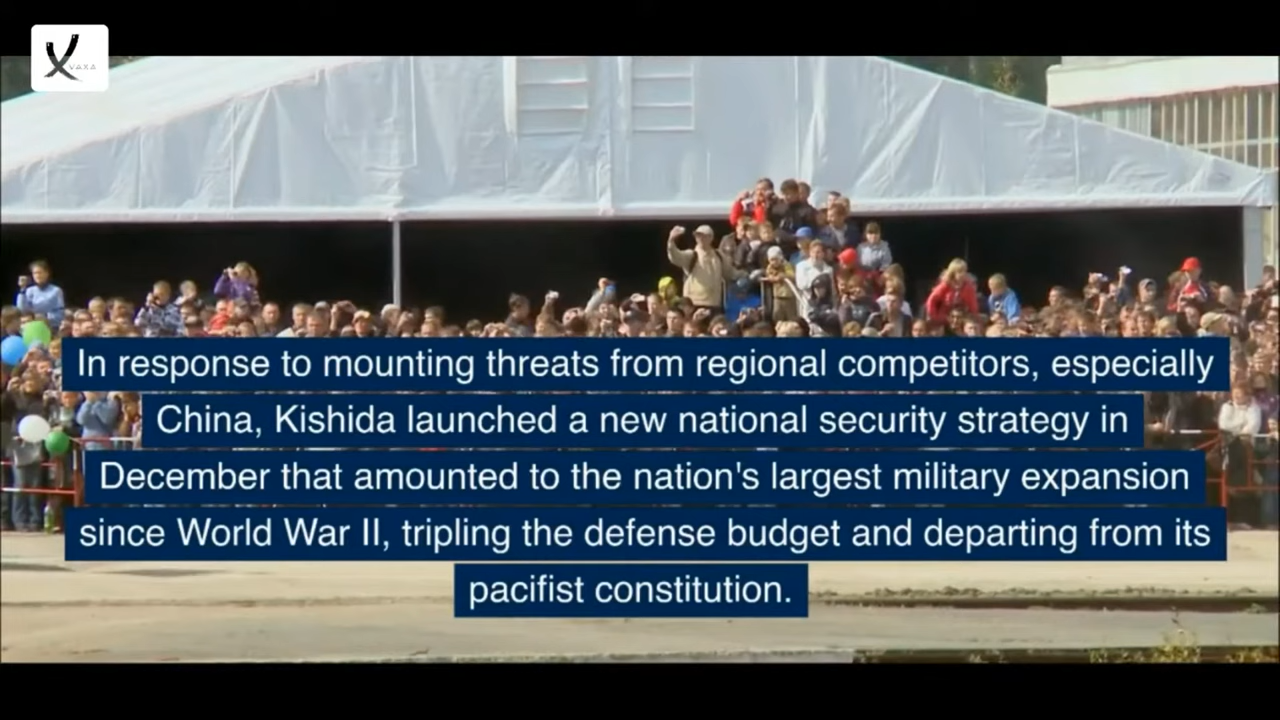 VAXA
In response to mounting threats from regional competitors, especially
China, Kishida launched a new national security strategy in
December that amounted to the nation's largest military expansion
since World War II, tripling the defense budget and departing from its
pacifist constitution.